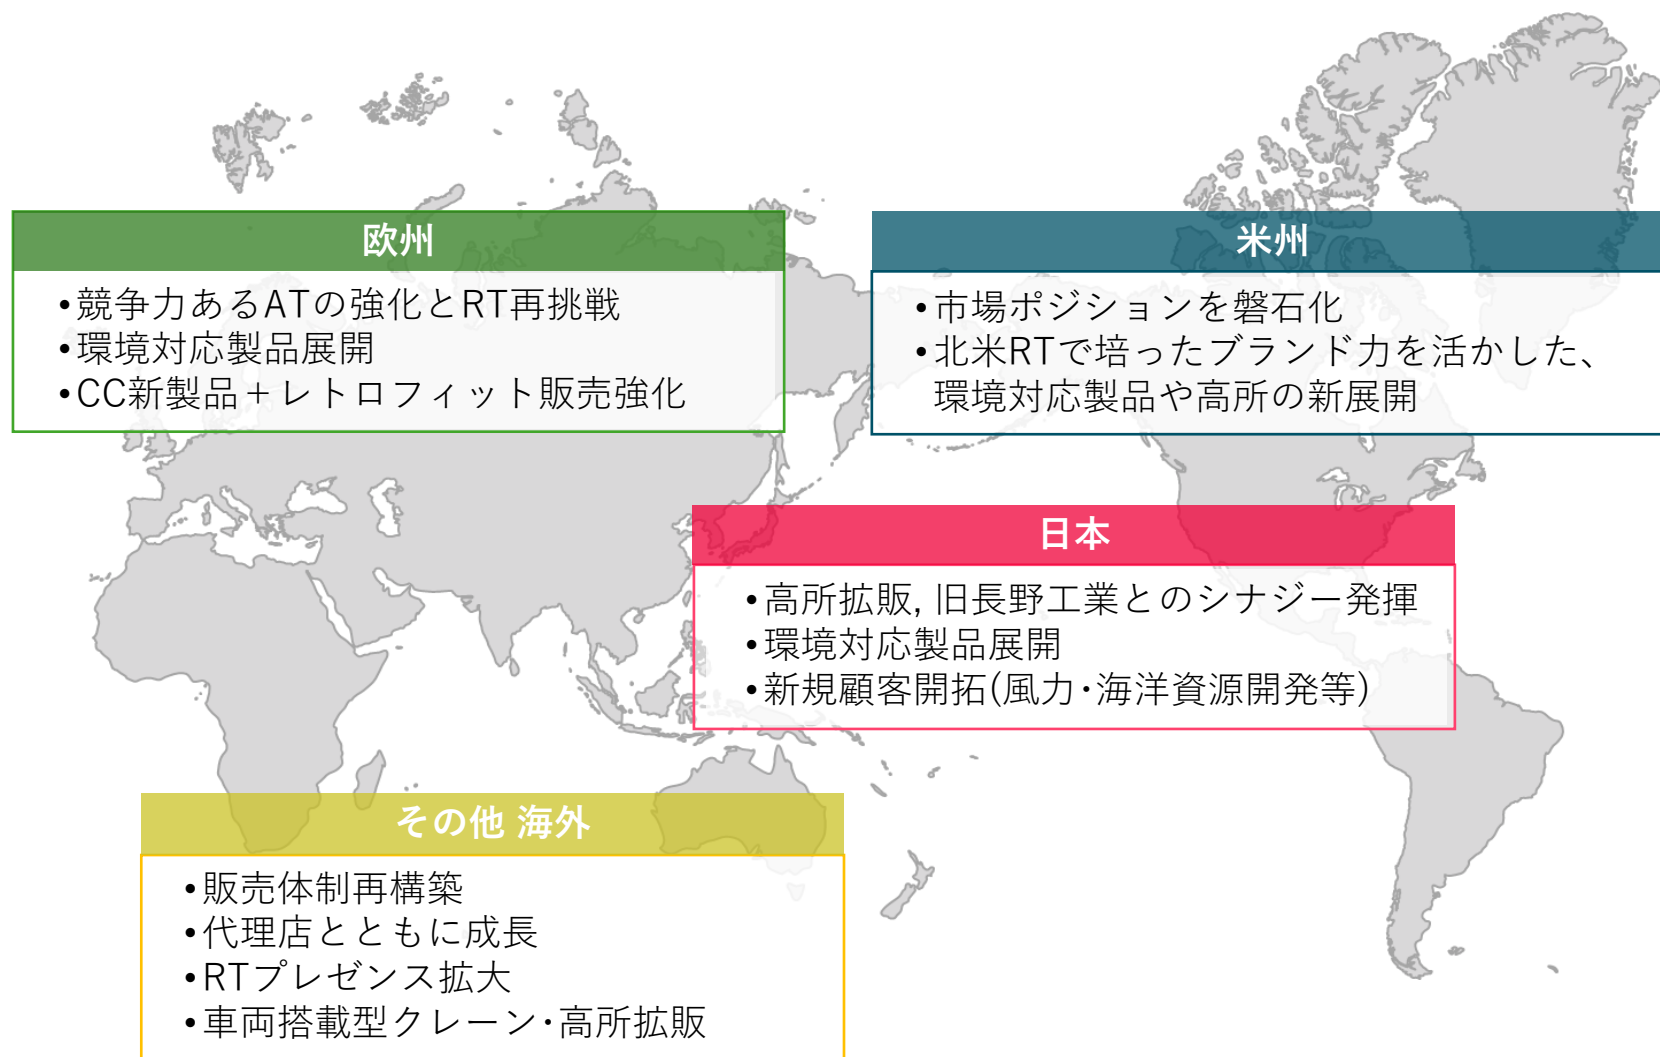 欧州
•競争力あるATの強化とRT再挑戦
•環境対応製品展開
•CC新製品＋レトロフィット販売強化
米州
•市場ポジションを磐石化
•北米RTで培ったブランド力を活かした、
環境対応製品や高所の新展開
日本
•高所拡販, 旧長野工業とのシナジー発揮
•環境対応製品展開
•新規顧客開拓(風力･海洋資源開発等)
その他 海外
•販売体制再構築
•代理店とともに成長
•RTプレゼンス拡大
•車両搭載型クレーン･高所拡販